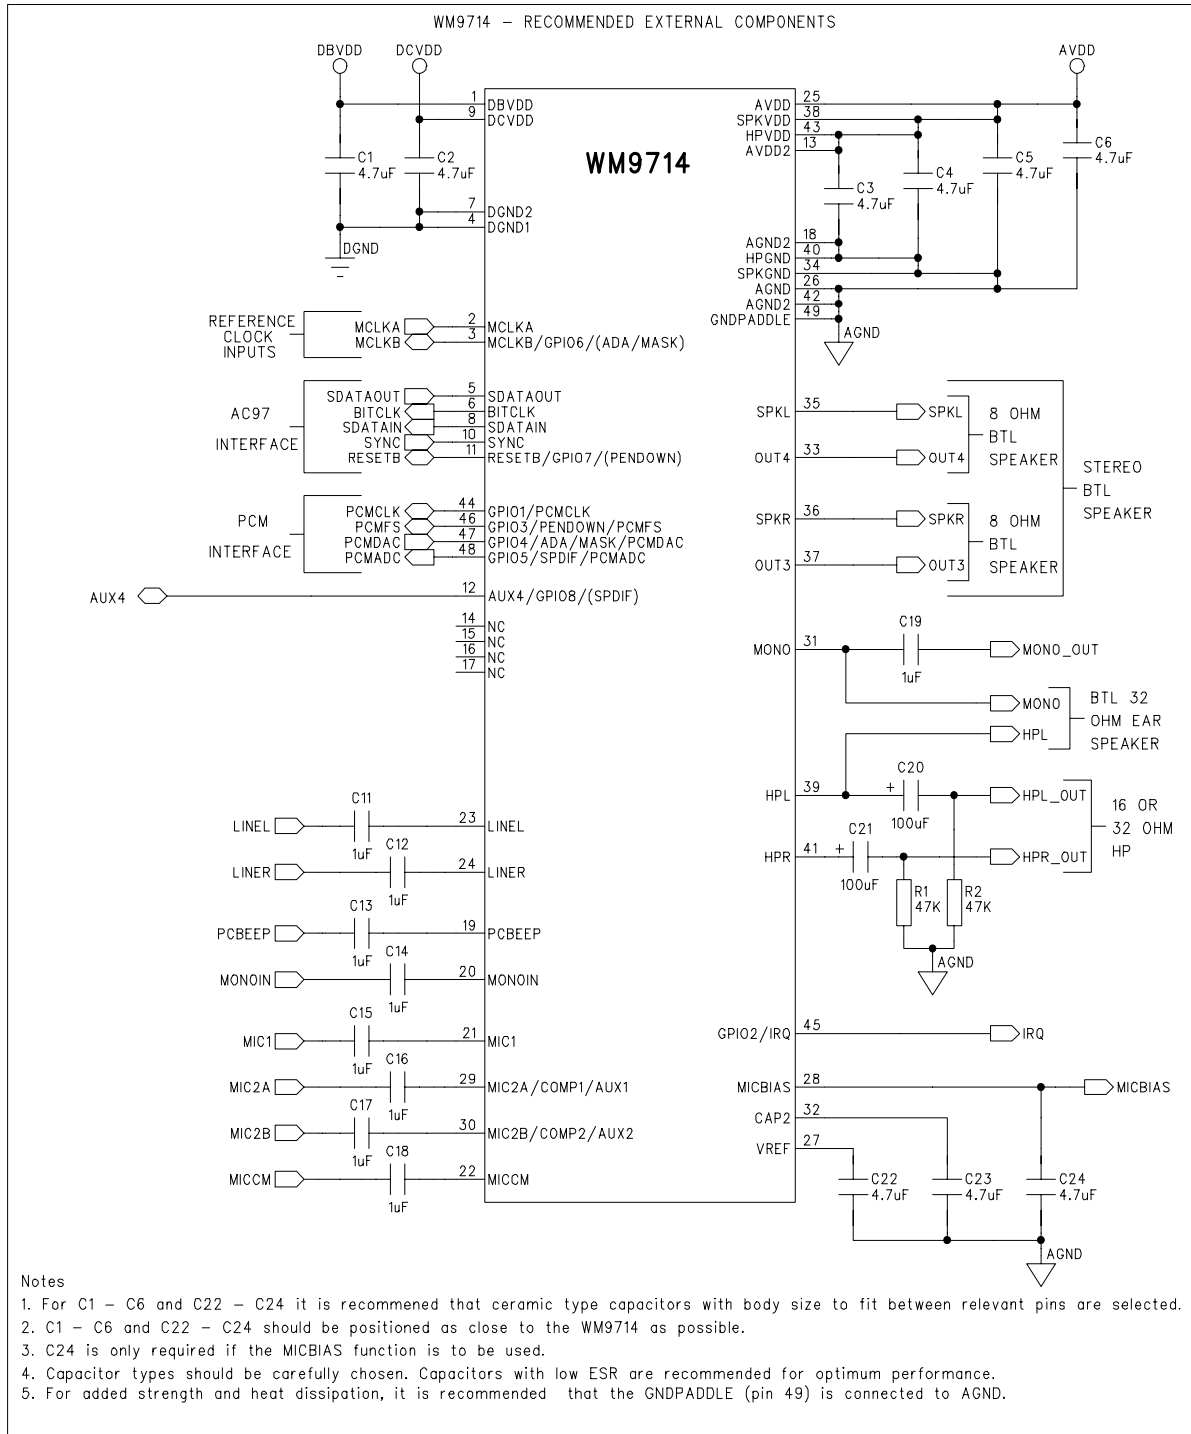 WM9714 – RECOMMENDED EXTERNAL COMPONENTS
DBVDD
DCVDD
AVDD
1
DBVDD
9
DCVDD
WM9714
C1
4.7uF
C2
4.7uF
7
DGND2
4
DGND1
DGND
AVDD
25
SPKVDD
38
HPVDD
43
AVDD2
13
C3
4.7uF
C4
4.7uF
C5
4.7uF
C6
4.7uF
AGND2
18
HPGND
40
SPKGND
34
AGND
26
AGND2
42
GNDPADDLE
49
AGND
REFERENCE
CLOCK
INPUTS
MCLKA
2
MCLKA
MCLKB
3
MCLKB/GPIO6/(ADA/MASK)
AC97
INTERFACE
SDATAOUT
5
SDATAOUT
BITCLK
6
BITCLK
SDATAIN
8
SDATAIN
SYNC
10
SYNC
RESETB
11
RESETB/GPIO7/(PENDOWN)
PCM
INTERFACE
PCMCLK
44
GPIO1/PCMCLK
PCMFS
46
GPIO3/PENDOWN/PCMFS
PCMDAC
47
GPIO4/ADA/MASK/PCMDAC
PCMADC
48
GPIO5/SPDIF/PCMADC
AUX4
12
AUX4/GPIO8/(SPDIF)
14
NC
15
NC
16
NC
17
NC
SPKL
35
SPKL
OUT4
33
OUT4
8 OHM
BTL
SPEAKER
SPKR
36
SPKR
OUT3
37
OUT3
8 OHM
BTL
SPEAKER
STEREO
BTL
SPEAKER
MONO
31
C19
1uF
MONO_OUT
MONO
HPL
BTL 32
OHM EAR
SPEAKER
HPL
39
+
C20
100uF
HPL_OUT
HPR
41
+
C21
100uF
HPR_OUT
16 OR
32 OHM
HP
R1
47K
R2
47K
AGND
LINEL
C11
1uF
23
LINEL
LINER
C12
1uF
24
LINER
PCBEEP
C13
1uF
19
PCBEEP
MONOIN
C14
1uF
20
MONOIN
MIC1
C15
1uF
21
MIC1
MIC2A
C16
1uF
29
MIC2A/COMP1/AUX1
MIC2B
C17
1uF
30
MIC2B/COMP2/AUX2
MICCM
C18
1uF
22
MICCM
GPIO2/IRQ
45
IRQ
MICBIAS
28
MICBIAS
CAP2
32
VREF
27
C22
4.7uF
C23
4.7uF
C24
4.7uF
AGND
Notes
1. For C1 – C6 and C22 – C24 it is recommened that ceramic type capacitors with body size to fit between relevant pins are selected.
2. C1 – C6 and C22 – C24 should be positioned as close to the WM9714 as possible.
3. C24 is only required if the MICBIAS function is to be used.
4. Capacitor types should be carefully chosen. Capacitors with low ESR are recommended for optimum performance.
5. For added strength and heat dissipation, it is recommended that the GNDPADDLE (pin 49) is connected to AGND.